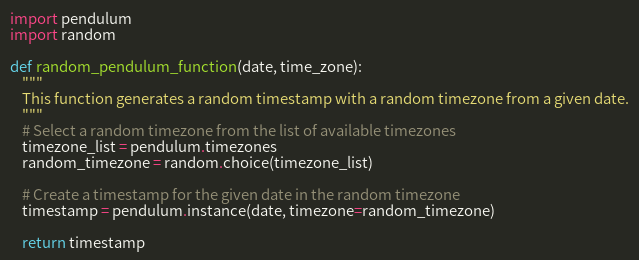 import pendulum
import random

def random_pendulum_function(date, time_zone):
    """
    This function generates a random timestamp with a random timezone from a given date.
    """
    # Select a random timezone from the list of available timezones
    timezone_list = pendulum.timezones
    random_timezone = random.choice(timezone_list)

    # Create a timestamp for the given date in the random timezone
    timestamp = pendulum.instance(date, timezone=random_timezone)

    return timestamp